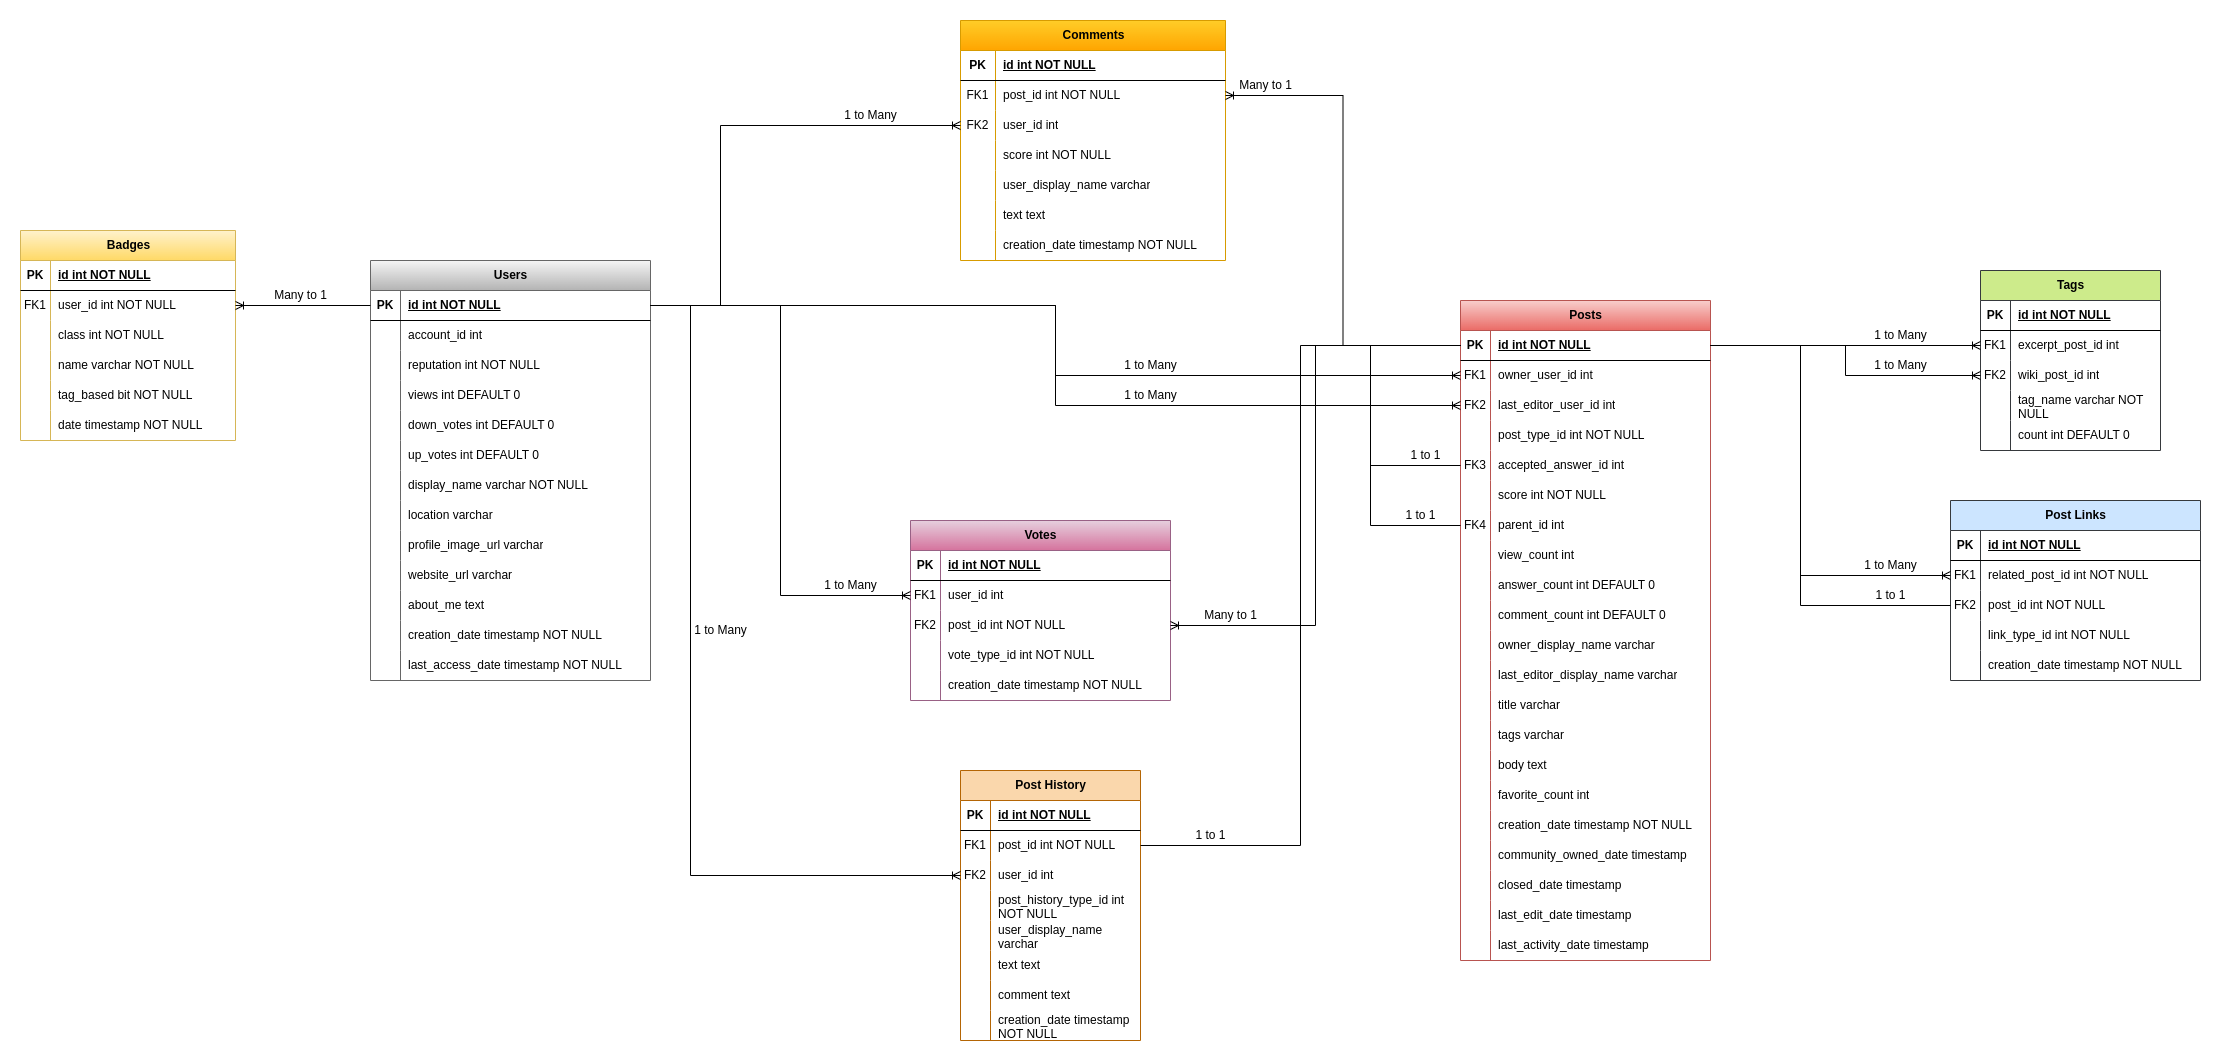 Comments
PK id int NOT NULL
FK1 post_id int NOT NULL
FK2 user_id int
score int NOT NULL
user_display_name varchar
text text
creation_date timestamp NOT NULL
Many to 1
1 to Many
Badges
PK id int NOT NULL
FK1 user_id int NOT NULL
class int NOT NULL
name varchar NOT NULL
tag_based bit NOT NULL
date timestamp NOT NULL
Many to 1
Users
PK id int NOT NULL
account_id int
reputation int NOT NULL
views int DEFAULT 0
down_votes int DEFAULT 0
up_votes int DEFAULT 0
display_name varchar NOT NULL
location varchar
profile_image_url varchar
website_url varchar
about_me text
creation_date timestamp NOT NULL
last_access_date timestamp NOT NULL
1 to Many
1 to Many
1 to Many
1 to Many
Votes
PK id int NOT NULL
FK1 user_id int
FK2 post_id int NOT NULL
vote_type_id int NOT NULL
creation_date timestamp NOT NULL
Many to 1
Post History
PK id int NOT NULL
FK1 post_id int NOT NULL
FK2 user_id int
post_history_type_id int
NOT NULL
user_display_name
varchar
text text
comment text
creation_date timestamp
NOT NULL
1 to 1
1 to 1
1 to 1
Posts
PK id int NOT NULL
FK1 owner_user_id int
FK2 last_editor_user_id int
post_type_id int NOT NULL
FK3 accepted_answer_id int
score int NOT NULL
FK4 parent_id int
view_count int
answer_count int DEFAULT 0
comment_count int DEFAULT 0
owner_display_name varchar
last_editor_display_name varchar
title varchar
tags varchar
body text
favorite_count int
creation_date timestamp NOT NULL
community_owned_date timestamp
closed_date timestamp
last_edit_date timestamp
last_activity_date timestamp
1 to Many
1 to Many
Tags
PK id int NOT NULL
FK1 excerpt_post_id int
FK2 wiki_post_id int
tag_name varchar NOT
NULL
count int DEFAULT 0
1 to Many
1 to 1
Post Links
PK id int NOT NULL
FK1 related_post_id int NOT NULL
FK2 post_id int NOT NULL
link_type_id int NOT NULL
creation_date timestamp NOT NULL